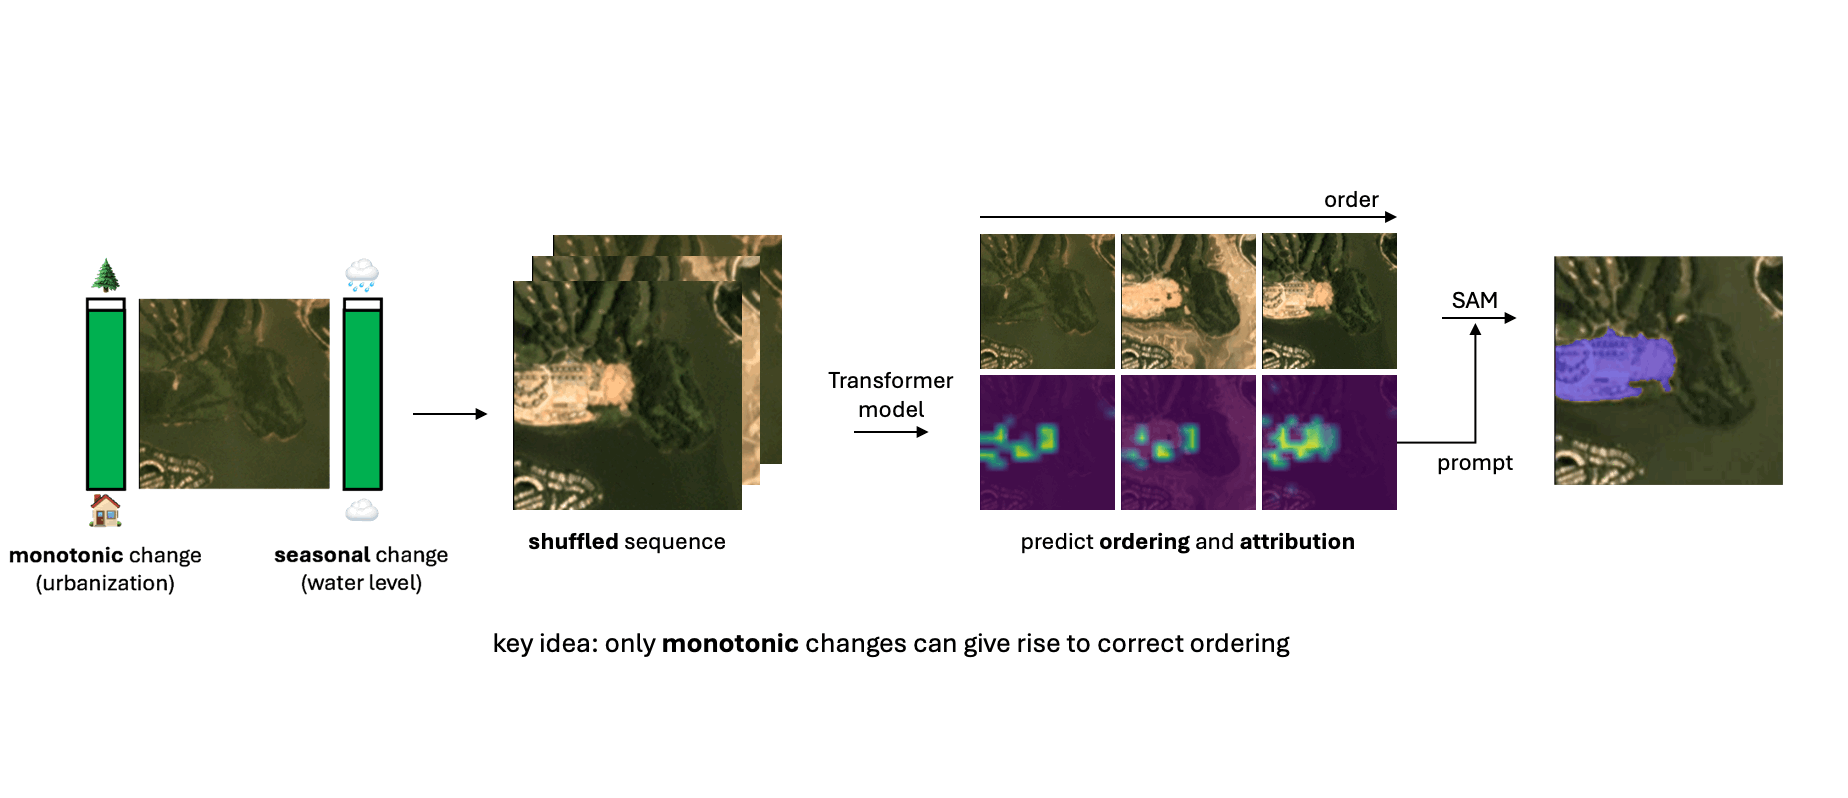 monotonic change
(urbanization)
seasonal change
(water level)
shuffled sequence
Transformer
model
order
predict ordering and attribution
SAM
prompt
key idea: only monotonic changes can give rise to correct ordering